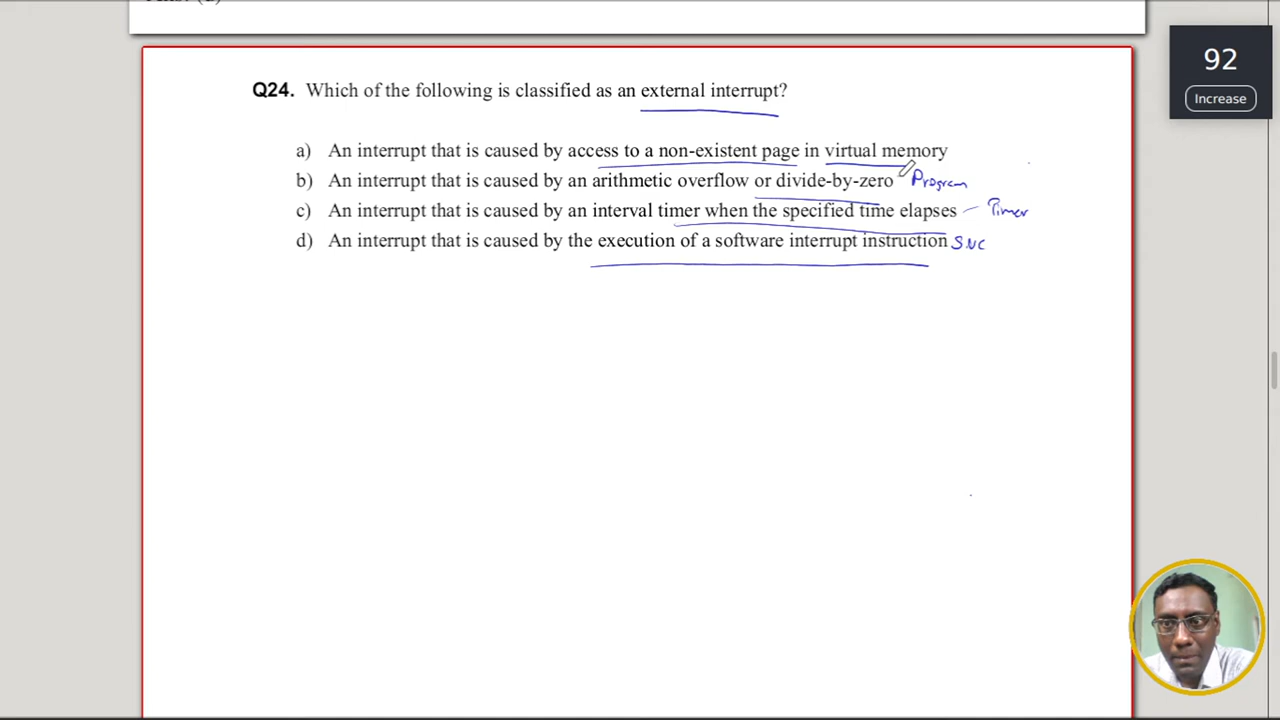 92
Increase
Q24. Which of the following is classified as an external interrupt?
a) An interrupt that is caused by access to a non-existent page in virtual memory
b) An interrupt that is caused by an arithmetic overflow or divide-by-zero Program
c) An interrupt that is caused by an interval timer when the specified time elapses – Timer
d) An interrupt that is caused by the execution of a software interrupt instruction